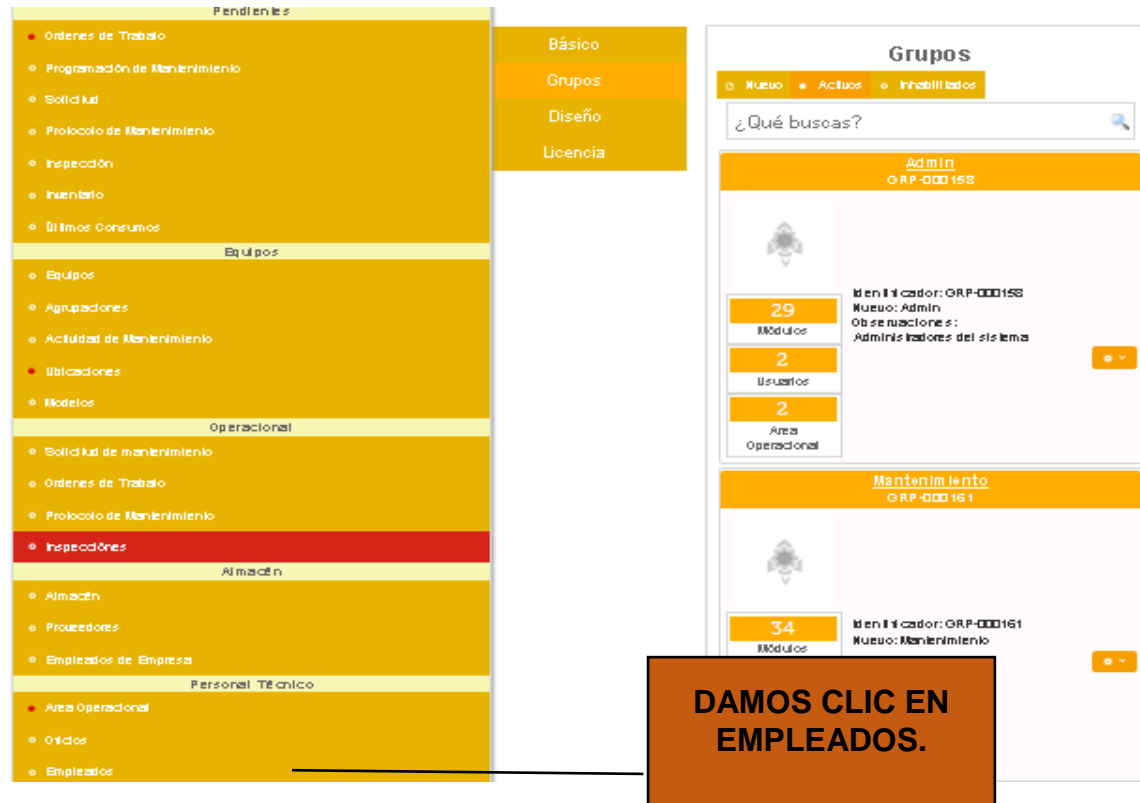 Pendientes
Ordenes de Trabajo
Programación de Mantenimiento
Solicitud
Protocolo de Mantenimiento
Inspección
Inventario
Últimos Consumos
Equipos
Equipos
Agrupaciones
Actividad de Mantenimiento
Ubicaciones
Modelos
Operacional
Solicitud de mantenimiento
Ordenes de Trabajo
Protocolo de Mantenimiento
Inspecciónes
Almacén
Almacén
Proveedores
Empleados de Empresa
Personal Técnico
Area Operacional
Oficios
Empleados
Básico
Grupos
Diseño
Licencia
Grupos
Nuevo Activos Inhabilitados
¿Qué buscas?
Admin
GRP-000158
29
Módulos
2
Usuarios
2
Area
Operacional
Identificador: GRP-000158
Nuevo: Admin
Observaciones:
Administradores del sistema
Mantenimiento
GRP-000161
34
Módulos
Identificador: GRP-000161
Nuevo: Mantenimiento
DAMOS CLIC EN
EMPLEADOS.